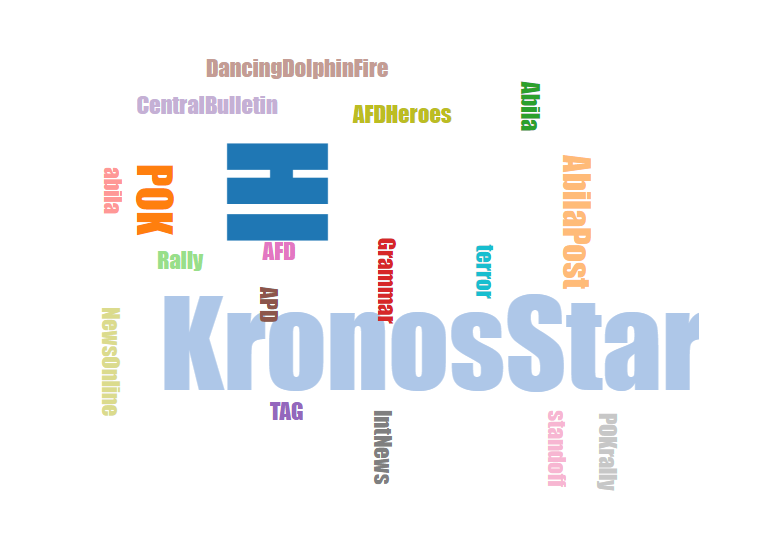 DancingDolphinFire
CentralBulletin
AFDHeroes
Abila
abila
POK
HI
AbilaPost
Rally
AFD
Grammar
terror
APD
KronosStar
NewsOnline
TAG
IntNews
standoff
POKrally